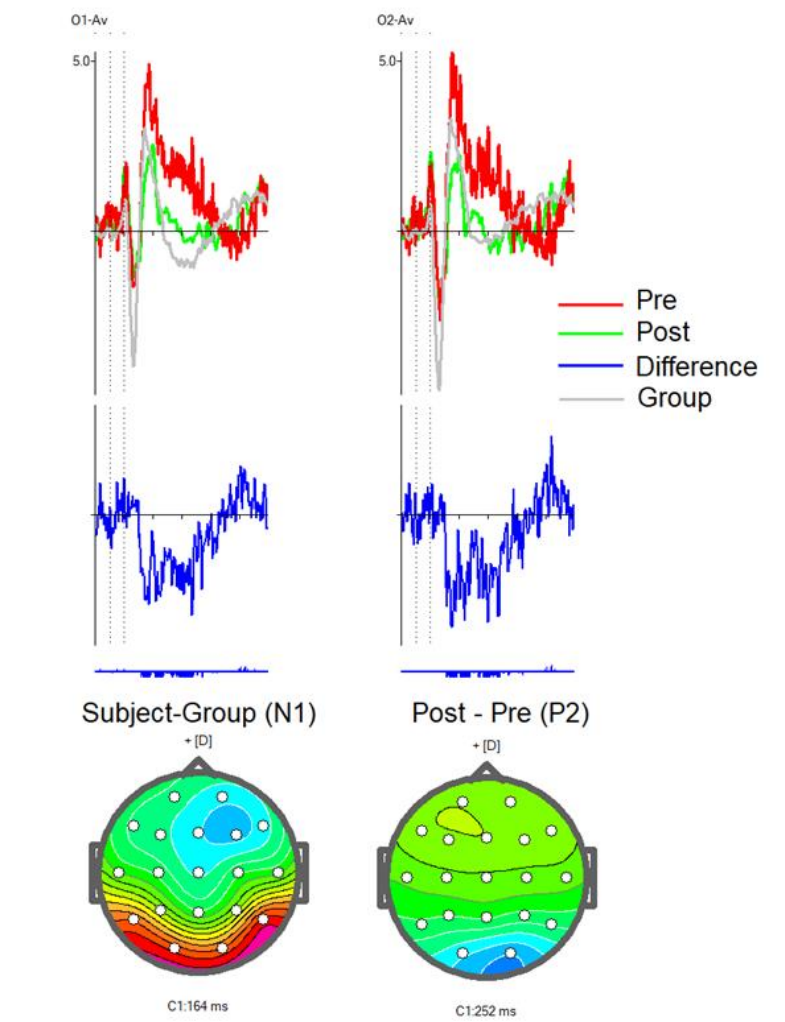 O1-Av
O2-Av
5.0
5.0
Pre
Post
Difference
Group
Subject-Group (N1)
Post - Pre (P2)
+ [D]
+ [D]
C1:164 ms
C1:252 ms